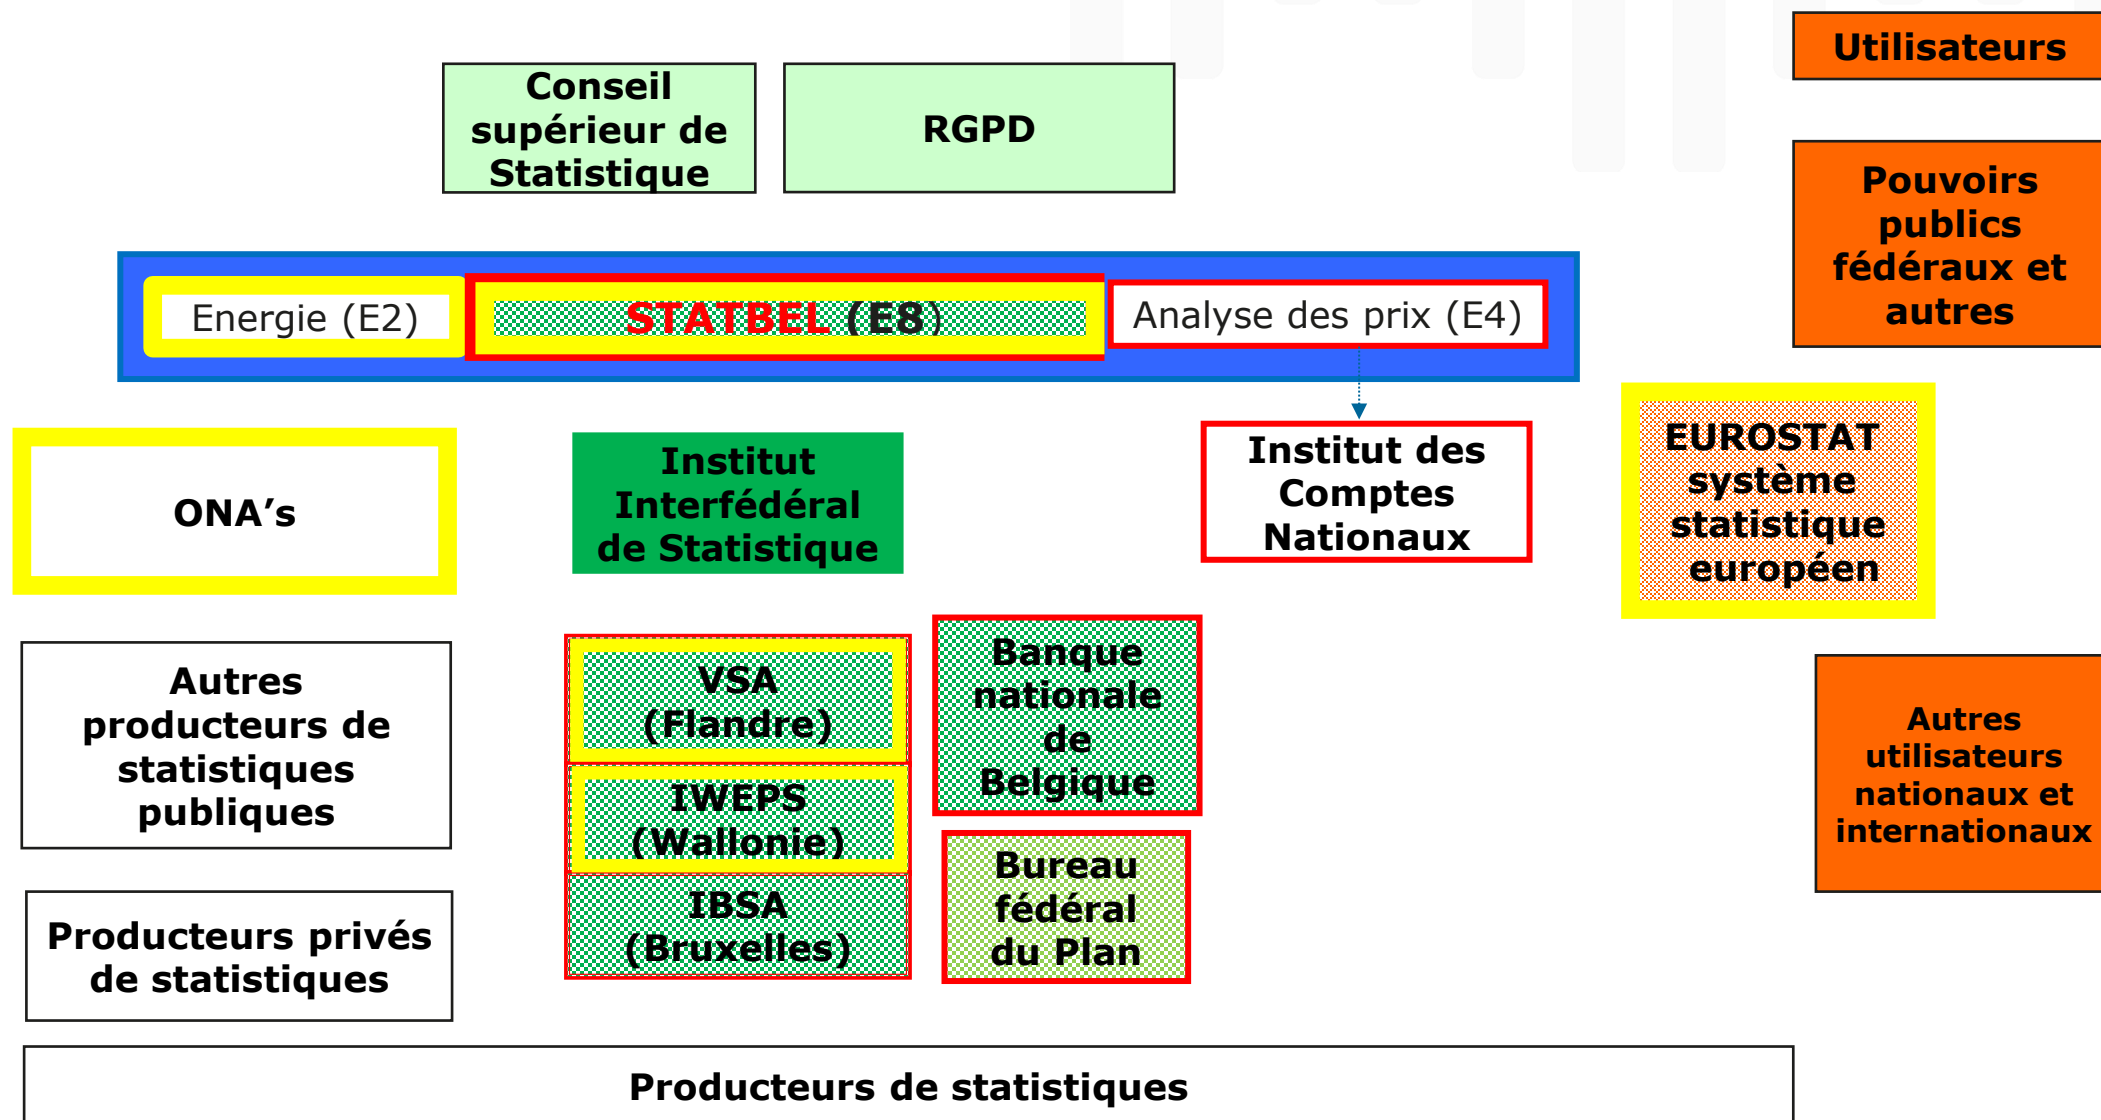 Utilisateurs
Conseil
supérieur de
Statistique
RGPD
Pouvoirs
publics
fédéraux et
autres
Energie (E2)
STATBEL (E8)
Analyse des prix (E4)
ONA’s
Institut
Interfédéral
de Statistique
Institut des
Comptes
Nationaux
EUROSTAT
système
statistique
européen
Autres
producteurs de
statistiques
publiques
VSA
(Flandre)
IWEPS
(Wallonie)
IBSA
(Bruxelles)
Banque
nationale
de
Belgique
Bureau
fédéral
du Plan
Autres
utilisateurs
nationaux et
internationaux
Producteurs privés
de statistiques
Producteurs de statistiques